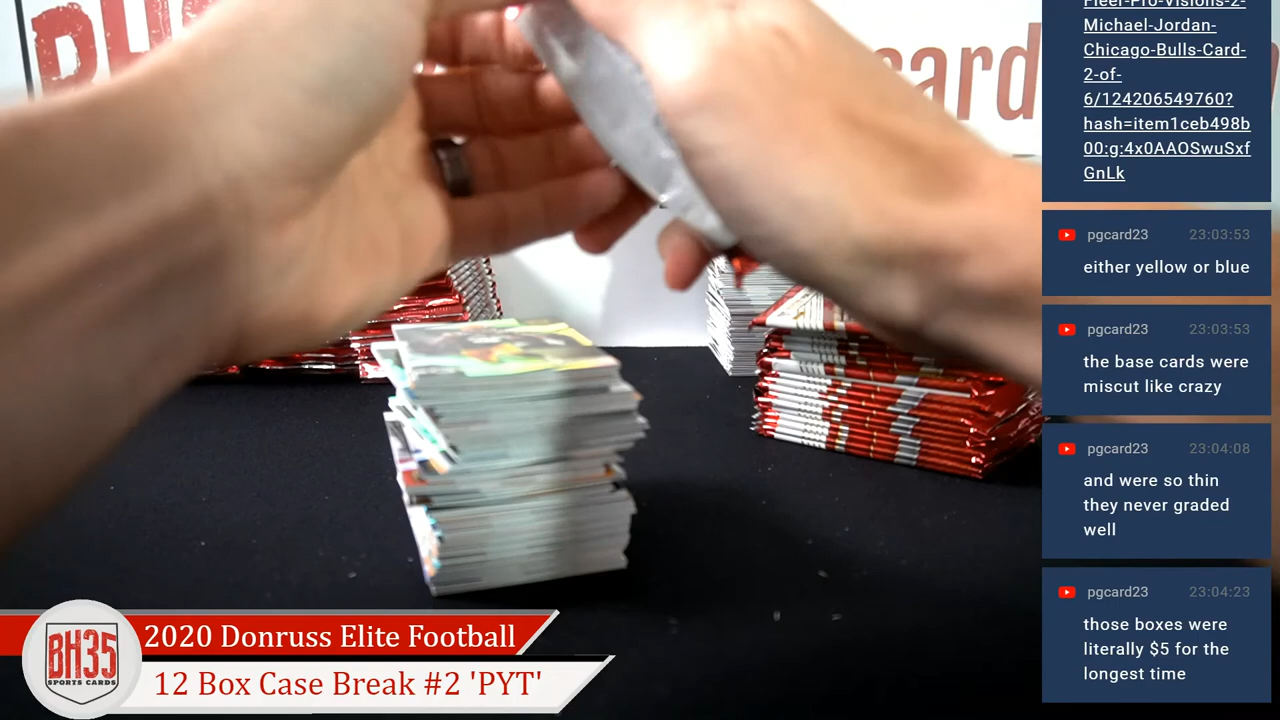 BH35
card
Fleer-Pro-Visions-2-
Michael-Jordan-
Chicago-Bulls-Card-
2-of-
6/124206549760?
hash=item1ceb498b
00:g:4x0AAOSwuSxf
GnLk
pgcard23 23:03:53
either yellow or blue
pgcard23 23:03:53
the base cards were
miscut like crazy
pgcard23 23:04:08
and were so thin
they never graded
well
pgcard23 23:04:23
those boxes were
literally $5 for the
longest time
BH35
SPORTS CARDS
2020 Donruss Elite Football
12 Box Case Break #2 'PYT'